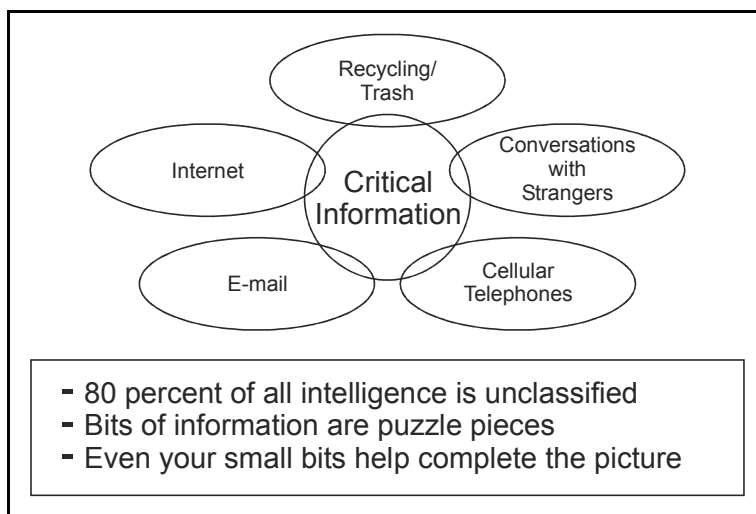 Recycling/
Trash
Internet
Critical
Information
Conversations
with
Strangers
E-mail
Cellular
Telephones
- 80 percent of all intelligence is unclassified
- Bits of information are puzzle pieces
- Even your small bits help complete the picture